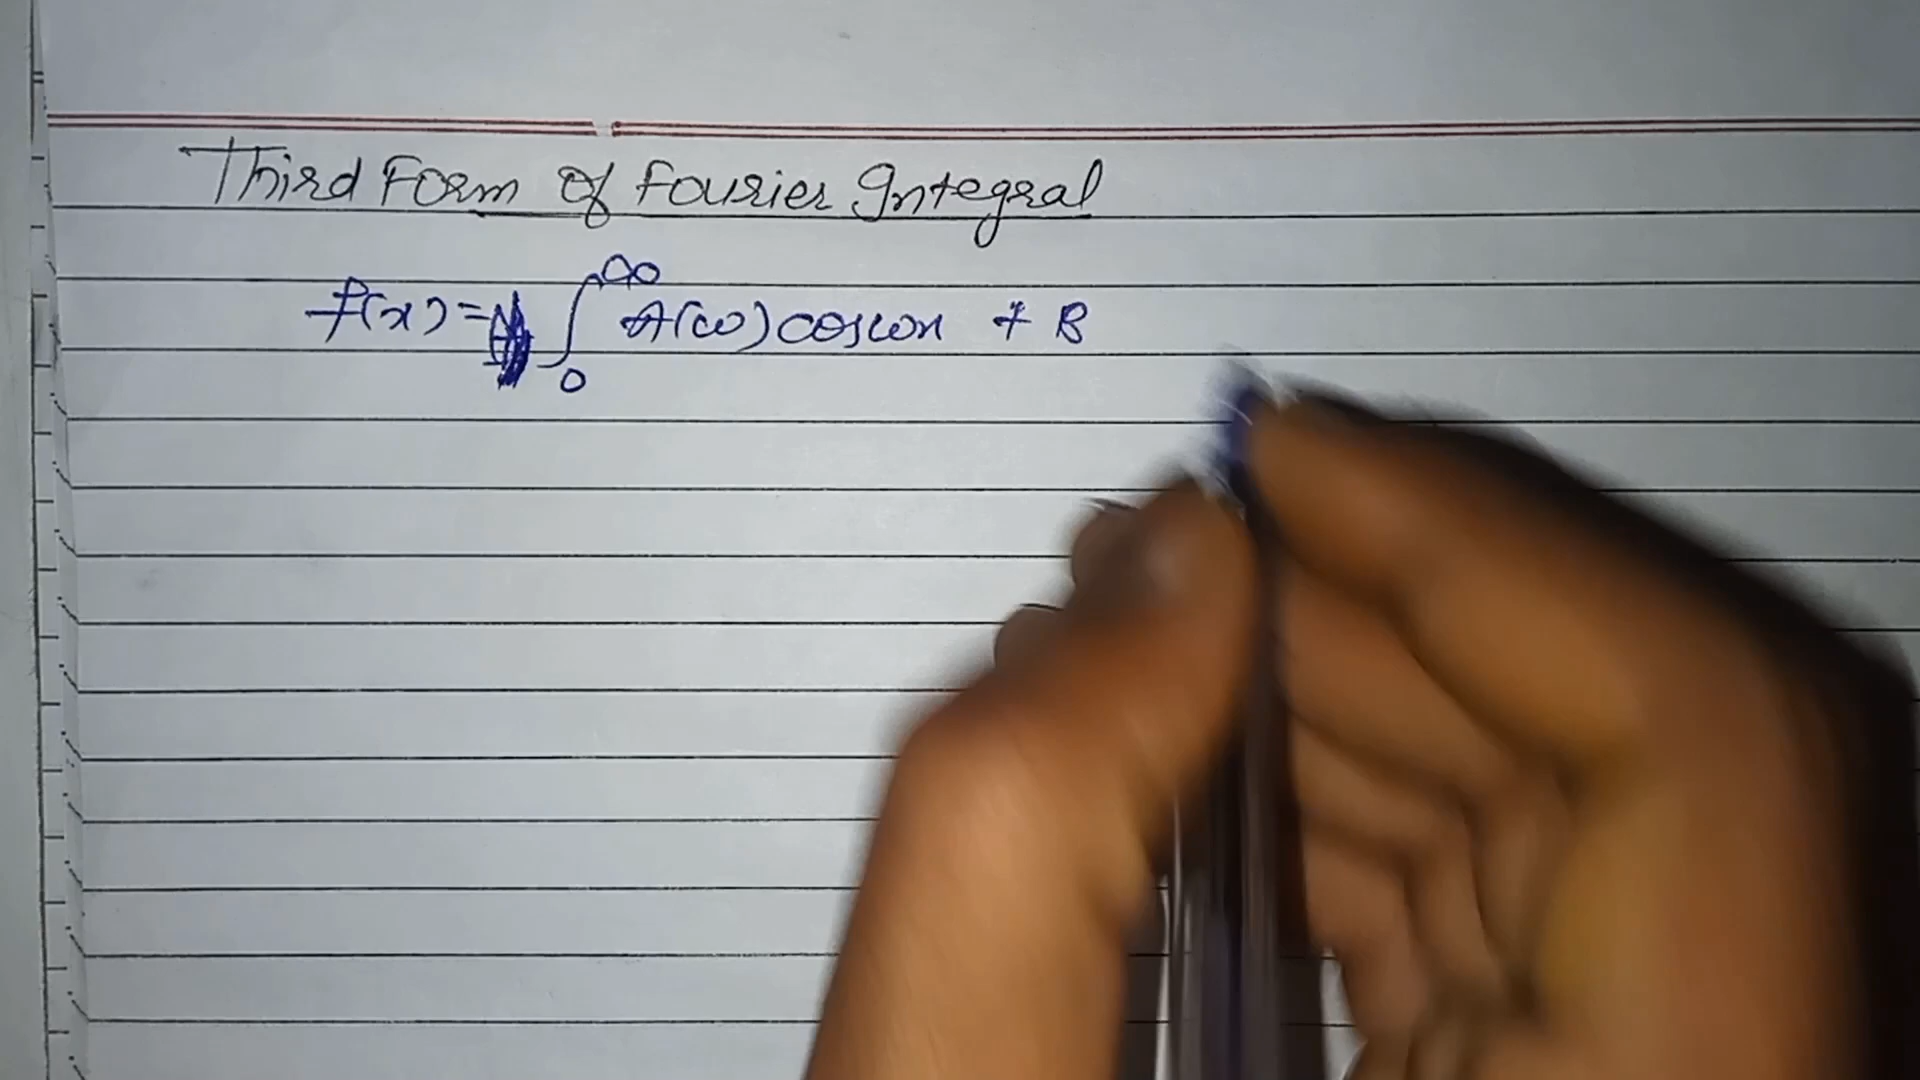 Third Form Of Fourier Integral
f(x) = ∫₀^∞ A(ω) cos ωx + B